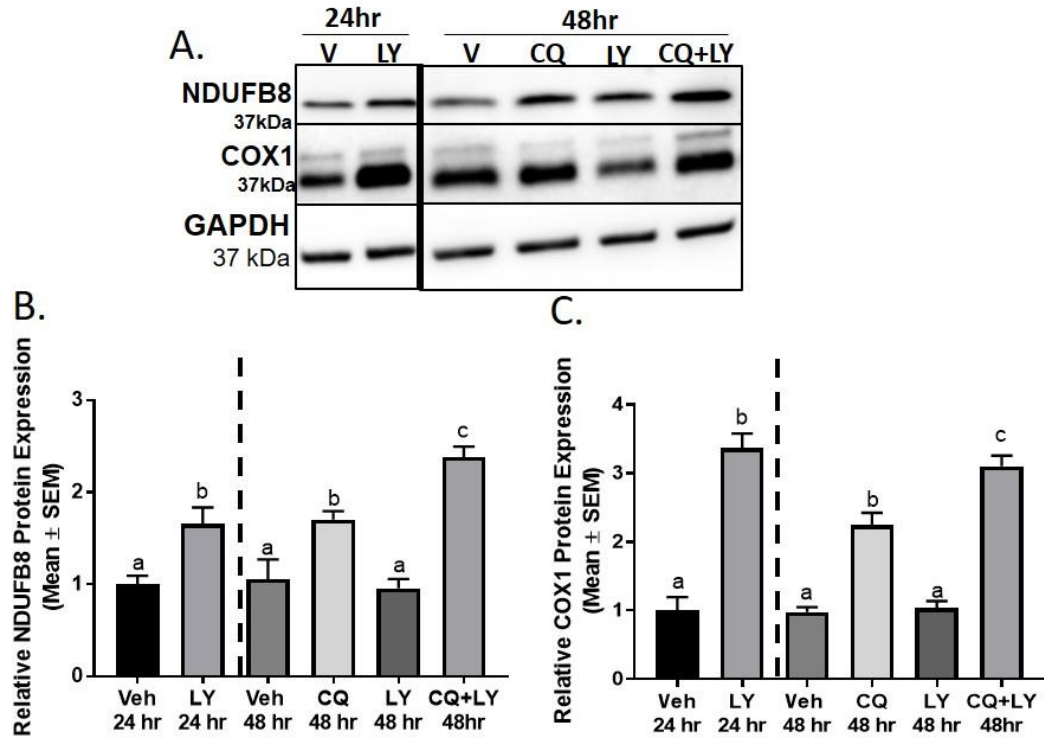 A.
24hr 48hr
V LY V CQ LY CQ+LY
NDUFB8
37kDa
COX1
37kDa
GAPDH
37 kDa
B.
Relative NDUFB8 Protein Expression
(Mean ± SEM)
3
2
1
0
a
b
a
b
a
c
Veh LY Veh CQ LY CQ+LY
24 hr 24 hr 48 hr 48 hr 48 hr 48hr
C.
Relative COX1 Protein Expression
(Mean ± SEM)
4
3
2
1
0
a
b
a
b
a
c
Veh LY Veh CQ LY CQ+LY
24 hr 24 hr 48 hr 48 hr 48 hr 48hr